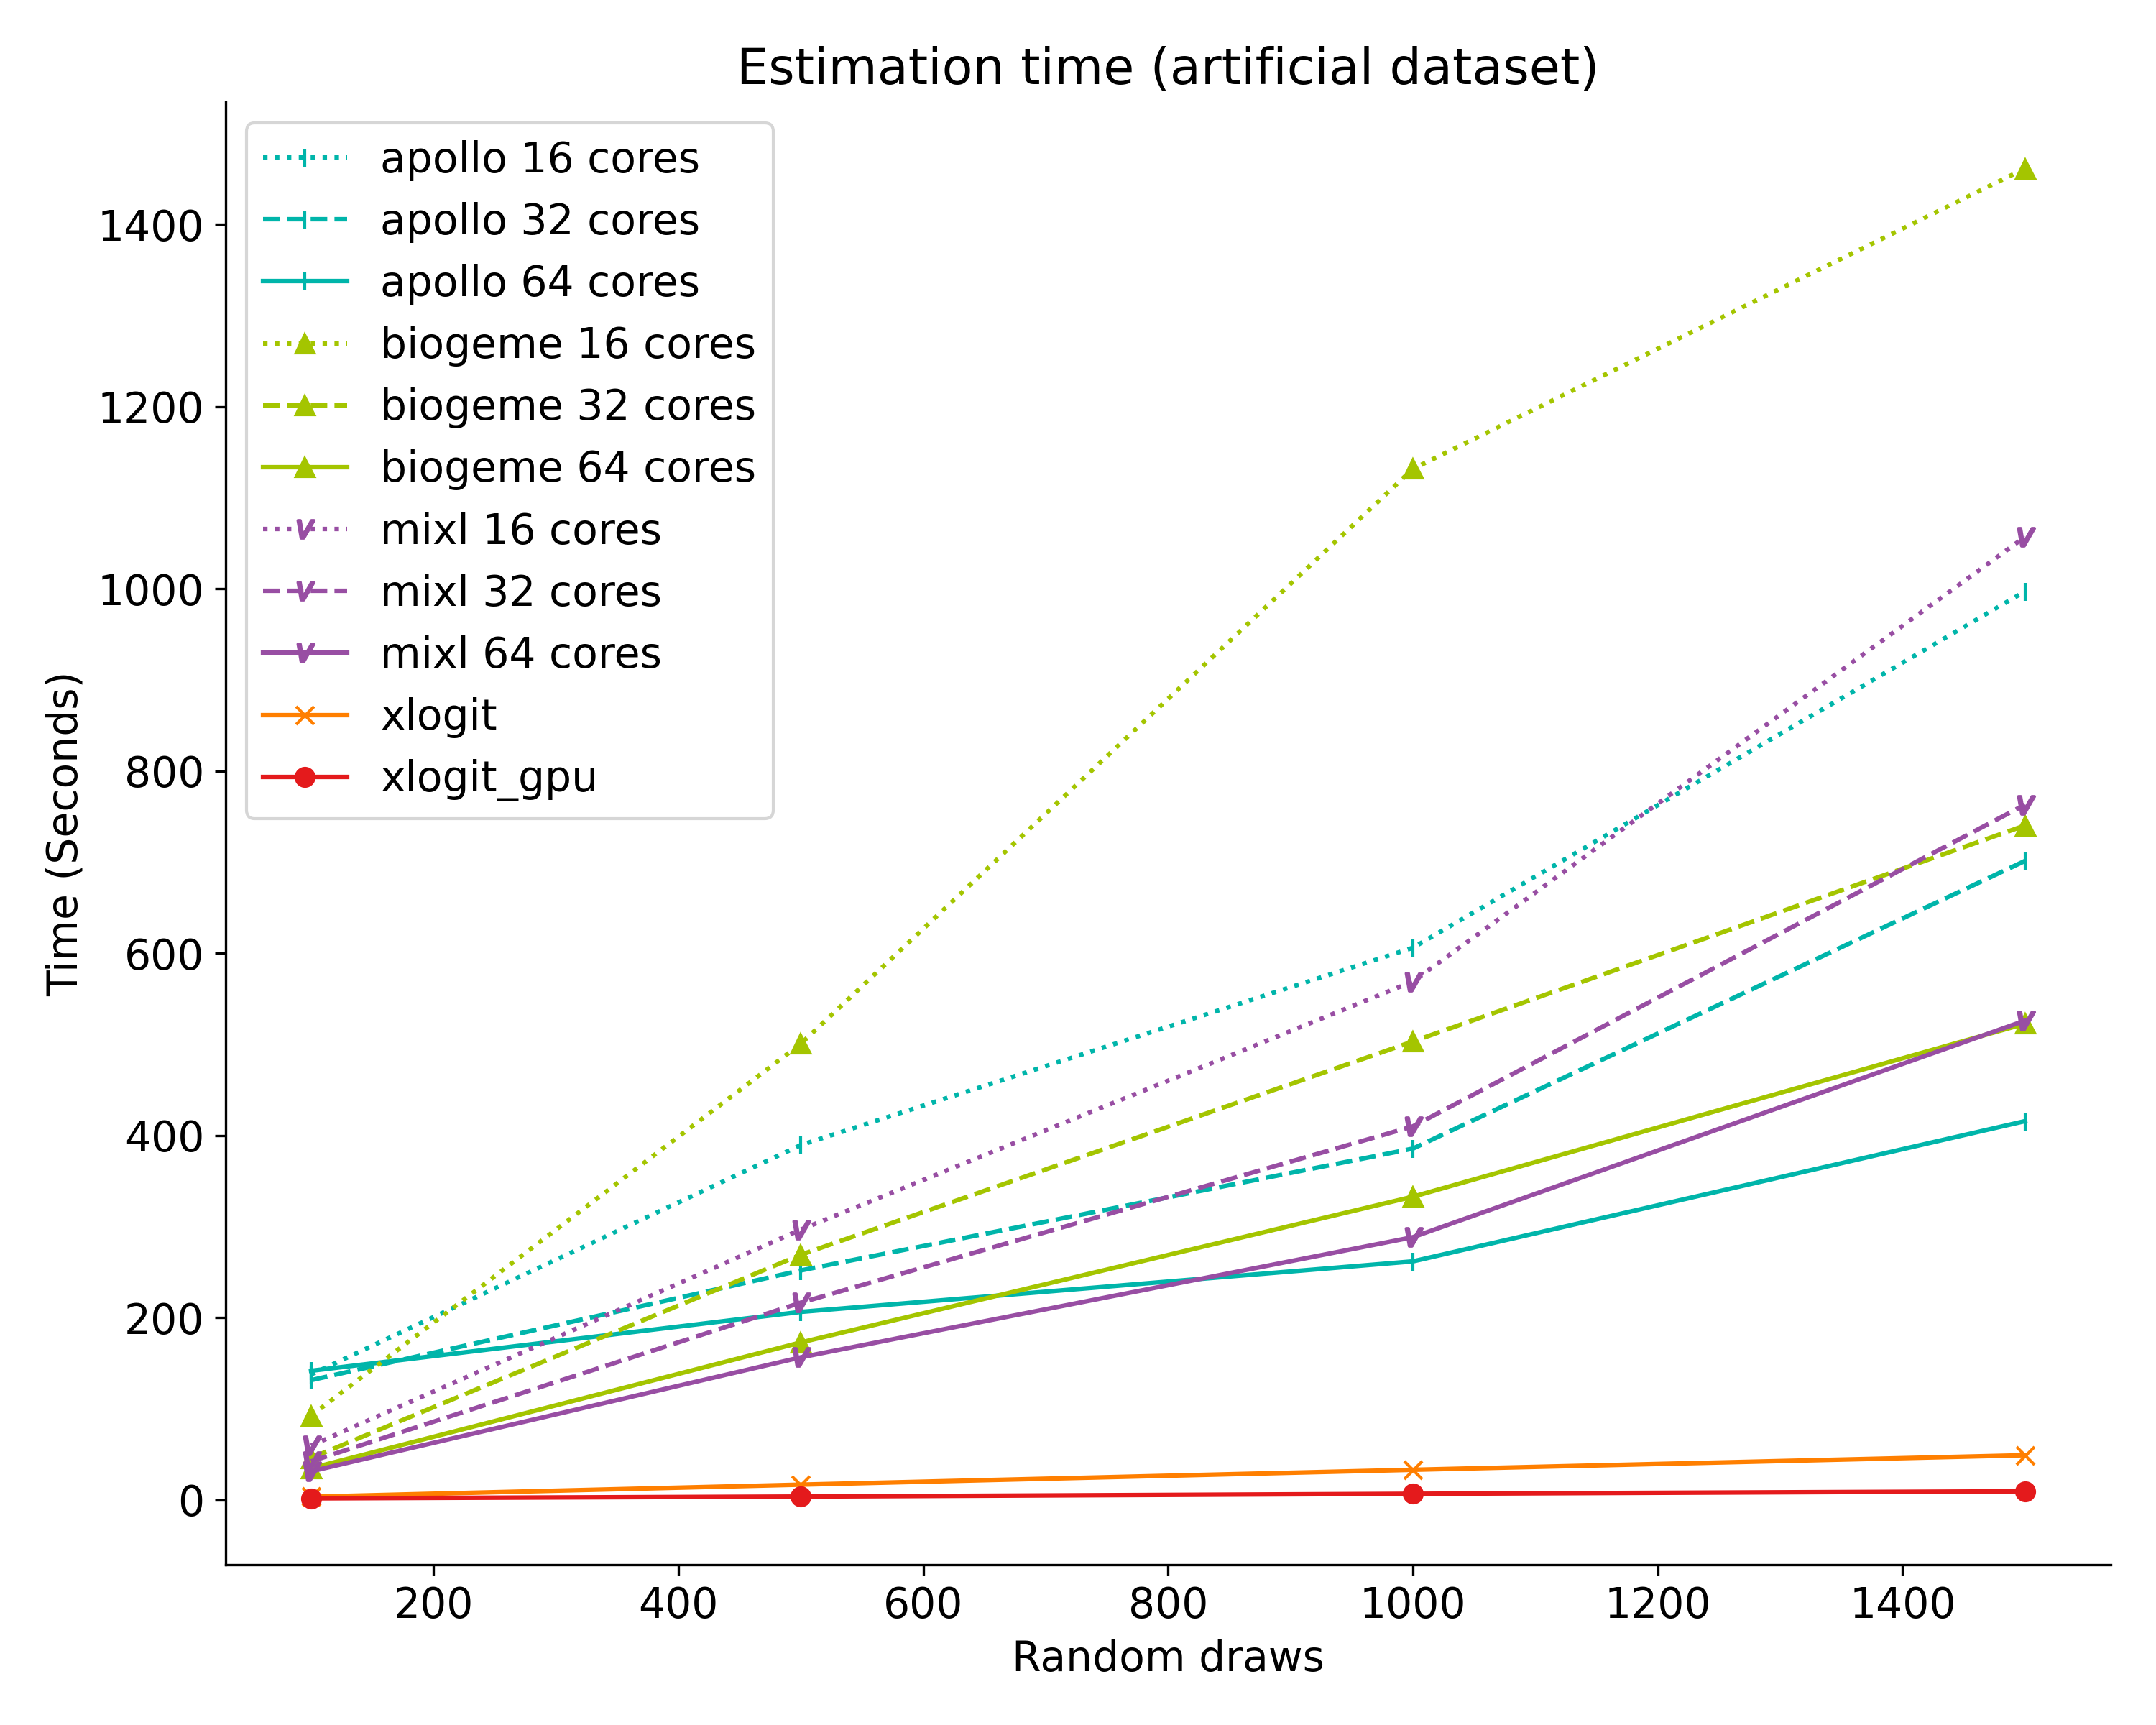 Estimation time (artificial dataset)
apollo 16 cores
apollo 32 cores
apollo 64 cores
biogeme 16 cores
biogeme 32 cores
biogeme 64 cores
mixl 16 cores
mixl 32 cores
mixl 64 cores
xlogit
xlogit_gpu
Time (Seconds)
1400
1200
1000
800
600
400
200
0
200 400 600 800 1000 1200 1400
Random draws